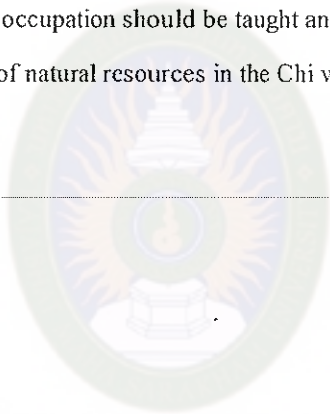 occupation should be taught an
of natural resources in the Chi v